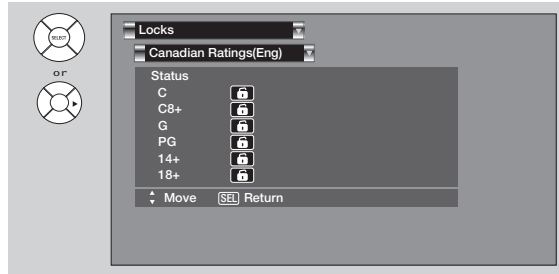 SELECT
or
Locks
Canadian Ratings(Eng)
Status
C
C8+
G
PG
14+
18+
Move SEL Return